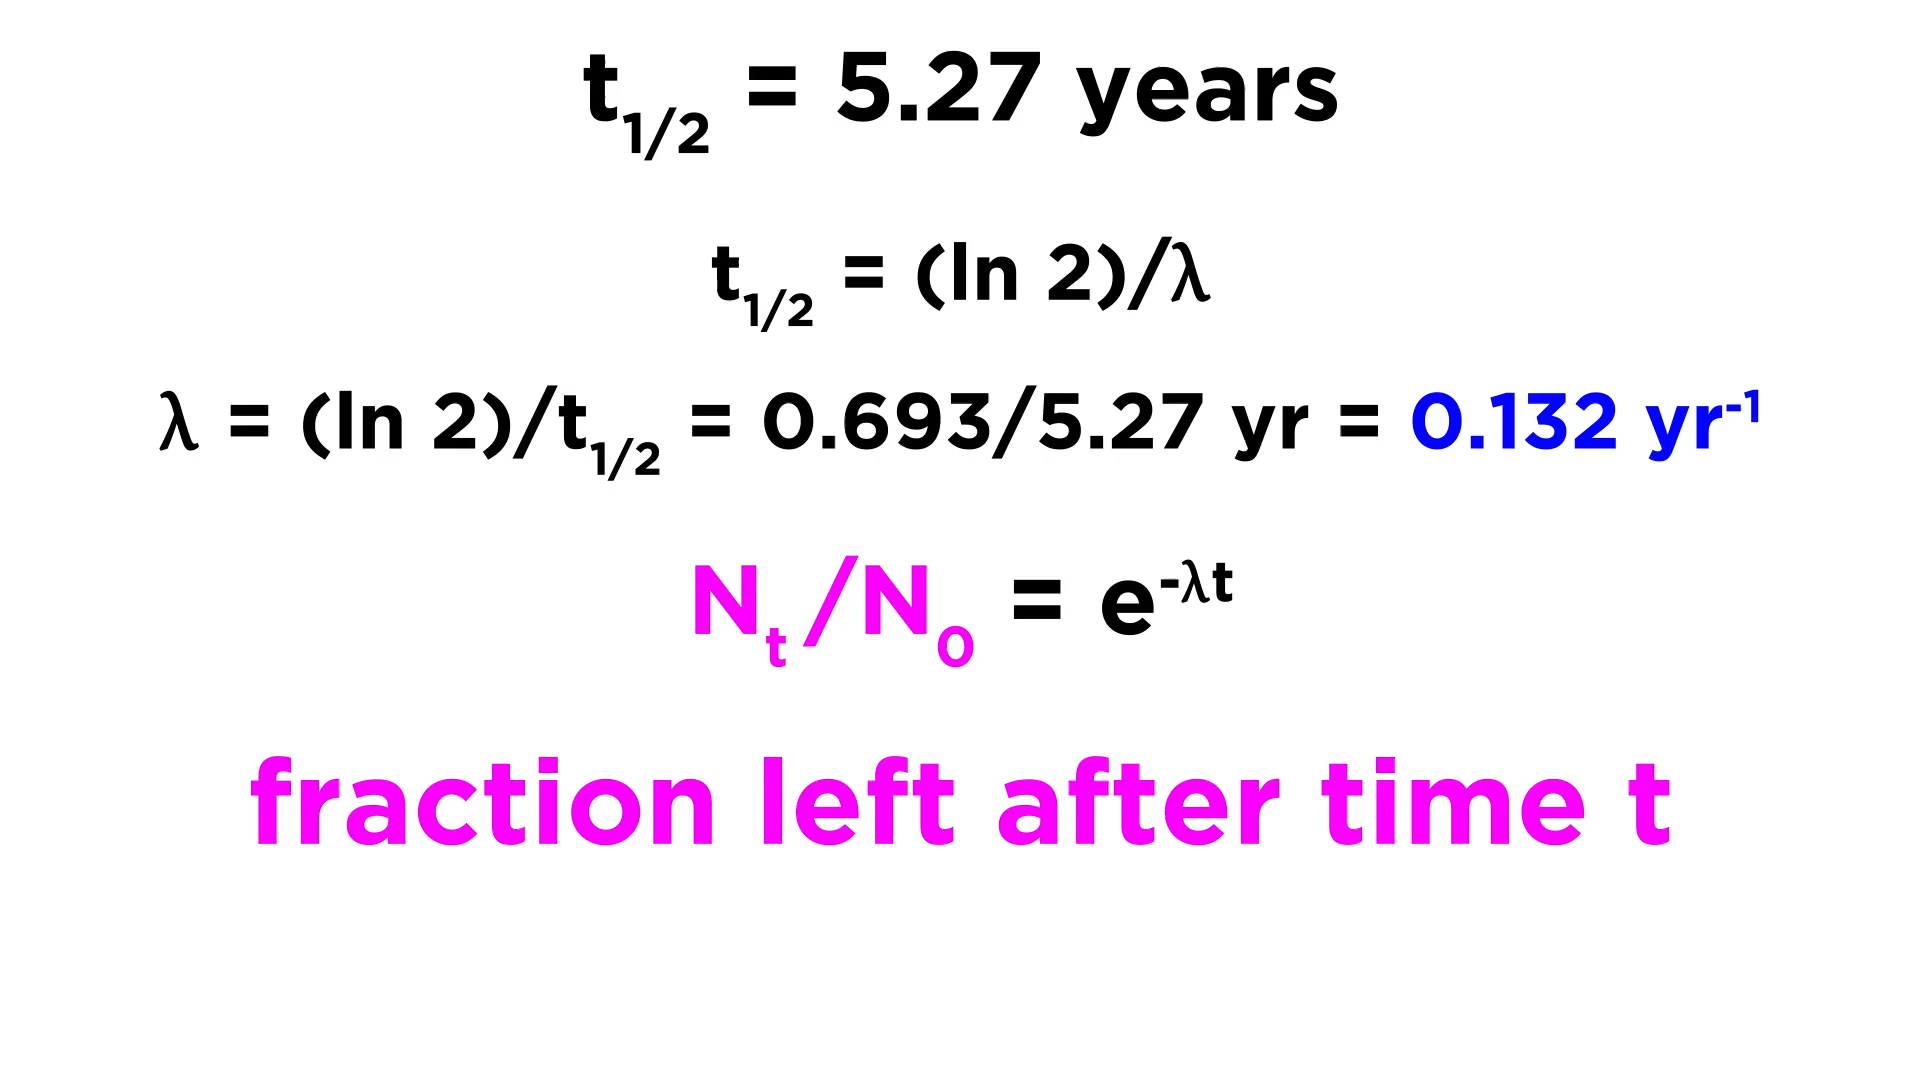 t₁/₂ = 5.27 years
t₁/₂ = (ln 2)/λ
λ = (ln 2)/t₁/₂ = 0.693/5.27 yr = 0.132 yr⁻¹
Nₜ/N₀ = e⁻λt
fraction left after time t